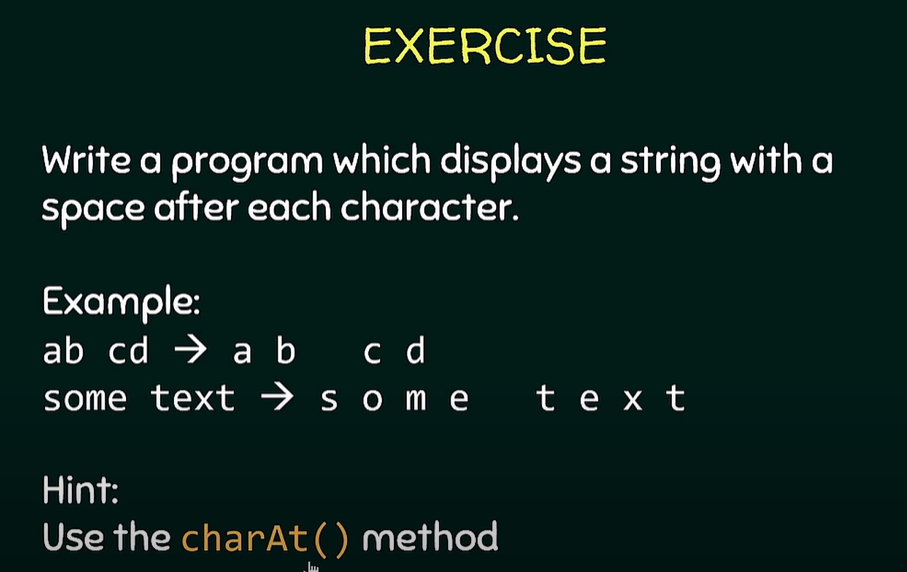 EXERCISE
Write a program which displays a string with a
space after each character.
Example:
ab cd → a b   c d
some text → s o m e   t e x t
Hint:
Use the charAt() method